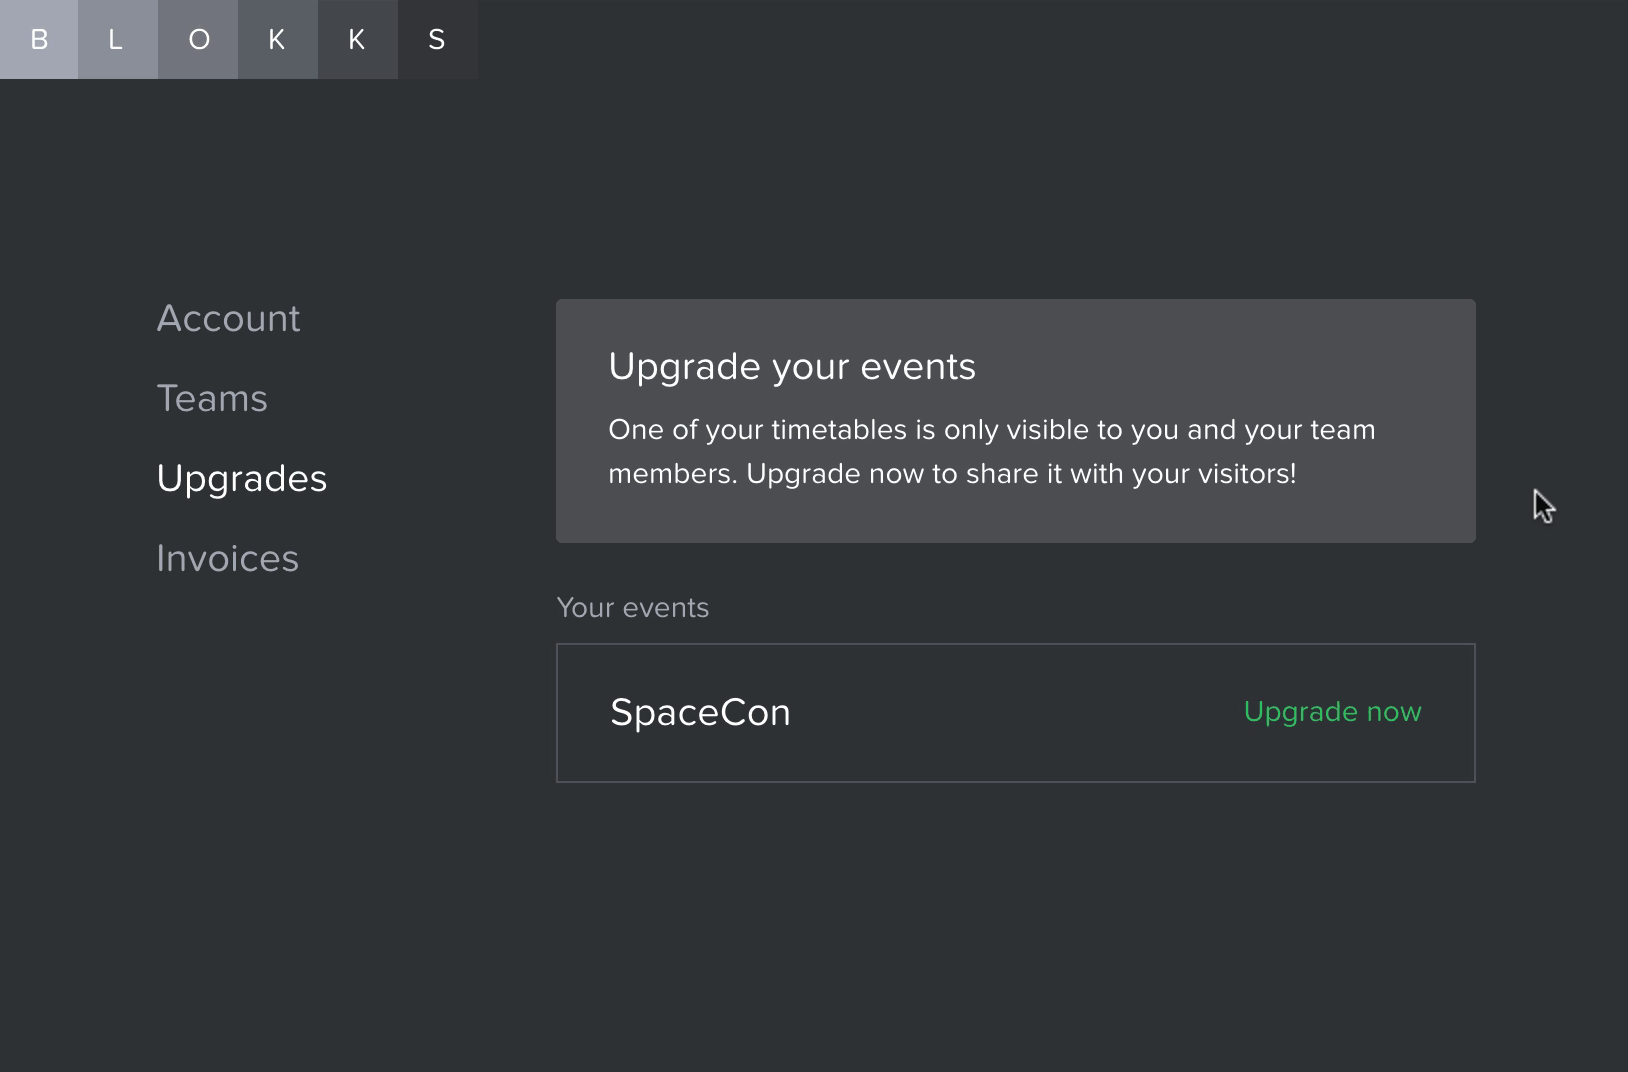 B L O K K S
Account
Teams
Upgrades
Invoices
Upgrade your events
One of your timetables is only visible to you and your team
members. Upgrade now to share it with your visitors!
Your events
SpaceCon
Upgrade now